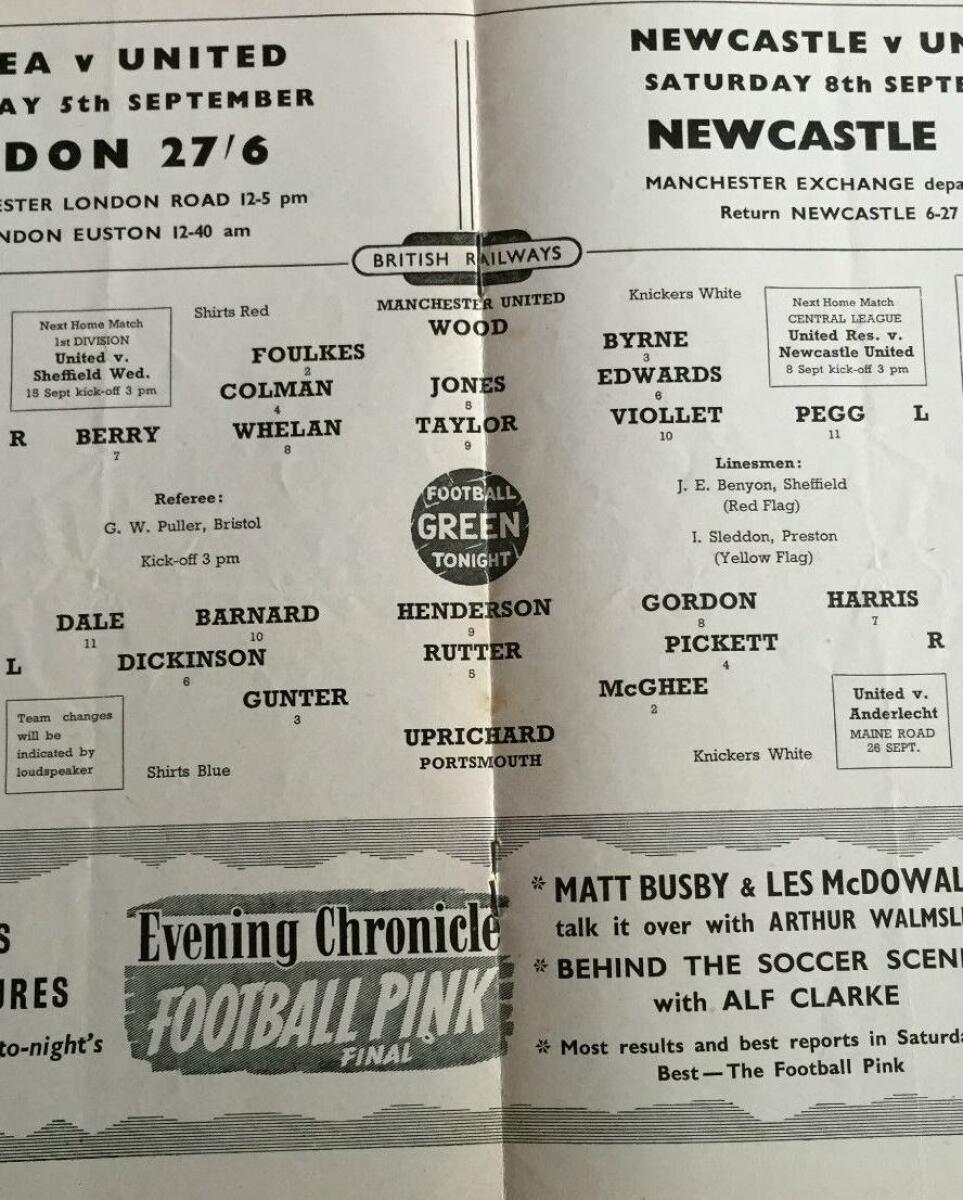 EA v UNITED
AY 5th SEPTEMBER
DON 27/6
ESTER LONDON ROAD 12-5 pm
NDON EUSTON 12-40 am
NEWCASTLE v UN
SATURDAY 8th SEPTE
NEWCASTLE
MANCHESTER EXCHANGE depa
Return NEWCASTLE 6-27
BRITISH RAILWAYS
Next Home Match
1st DIVISION
United v.
Sheffield Wed.
15 Sept kick-off 3 pm
Shirts Red
MANCHESTER UNITED
Knickers White
Next Home Match
CENTRAL LEAGUE
United Res. v.
Newcastle United
8 Sept kick-off 3 pm
WOOD
FOULKES
2
BYRNE
3
COLMAN
4
JONES
5
EDWARDS
6
R BERRY
7
WHELAN
8
TAYLOR
9
VIOLLET
10
PEGG L
11
Referee:
G. W. Puller, Bristol
Kick-off 3 pm
FOOTBALL
GREEN
TONIGHT
Linesmen:
J. E. Benyon, Sheffield
(Red Flag)
I. Sleddon, Preston
(Yellow Flag)
DALE
11
BARNARD
10
HENDERSON
9
GORDON
8
HARRIS
7
L
DICKINSON
6
RUTTER
5
PICKETT
4
R
GUNTER
3
McGHEE
2
UPRICHARD
PORTSMOUTH
Team changes
will be
indicated by
loudspeaker
Shirts Blue
Knickers White
United v.
Anderlecht
MAINE ROAD
26 SEPT.
S
URES
to-night's
Evening Chronicle
FOOTBALL PINK
FINAL
* MATT BUSBY & LES McDOWAL
talk it over with ARTHUR WALMSL
* BEHIND THE SOCCER SCEN
with ALF CLARKE
* Most results and best reports in Saturda
Best — The Football Pink